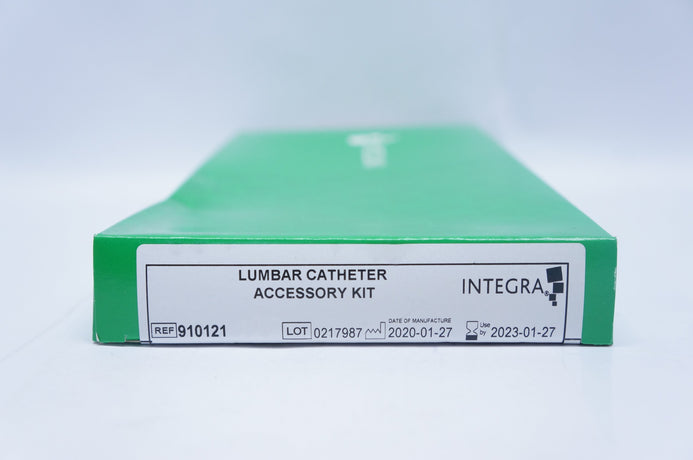 LUMBAR CATHETER
ACCESSORY KIT
INTEGRA®
REF 910121
LOT 0217987
DATE OF MANUFACTURE
2020-01-27
Use
by
2023-01-27